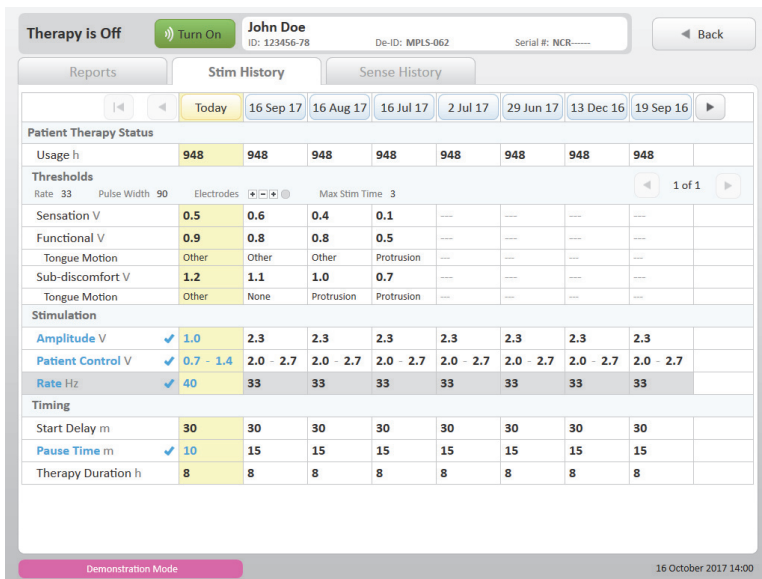 Therapy is Off
Turn On
John Doe
ID: 123456-78 De-ID: MPLS-062 Serial #: NCR------
Back
Reports Stim History Sense History
Today 16 Sep 17 16 Aug 17 16 Jul 17 2 Jul 17 29 Jun 17 13 Dec 16 19 Sep 16
Patient Therapy Status
Usage h 948 948 948 948 948 948 948 948
Thresholds
Rate 33 Pulse Width 90 Electrodes + - + Max Stim Time 3 1 of 1
Sensation V 0.5 0.6 0.4 0.1 --- --- --- ---
Functional V 0.9 0.8 0.8 0.5 --- --- --- ---
Tongue Motion Other Other Other Protrusion --- --- --- ---
Sub-discomfort V 1.2 1.1 1.0 0.7 --- --- --- ---
Tongue Motion Other None Protrusion Protrusion --- --- --- ---
Stimulation
Amplitude V 1.0 2.3 2.3 2.3 2.3 2.3 2.3 2.3
Patient Control V 0.7 - 1.4 2.0 - 2.7 2.0 - 2.7 2.0 - 2.7 2.0 - 2.7 2.0 - 2.7 2.0 - 2.7 2.0 - 2.7
Rate Hz 40 33 33 33 33 33 33 33
Timing
Start Delay m 30 30 30 30 30 30 30 30
Pause Time m 10 15 15 15 15 15 15 15
Therapy Duration h 8 8 8 8 8 8 8 8
Demonstration Mode
16 October 2017 14:00